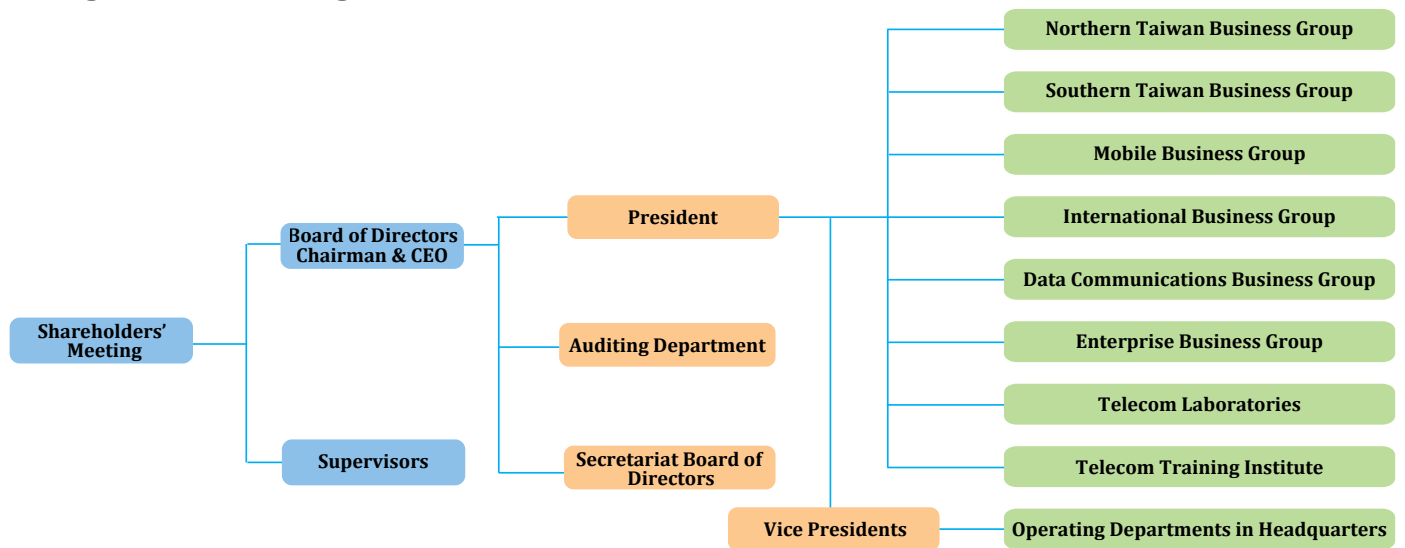 Northern Taiwan Business Group
Southern Taiwan Business Group
Mobile Business Group
President
International Business Group
Board of Directors
Chairman & CEO
Data Communications Business Group
Shareholders’
Meeting
Auditing Department
Enterprise Business Group
Telecom Laboratories
Supervisors
Secretariat Board of
Directors
Telecom Training Institute
Vice Presidents
Operating Departments in Headquarters